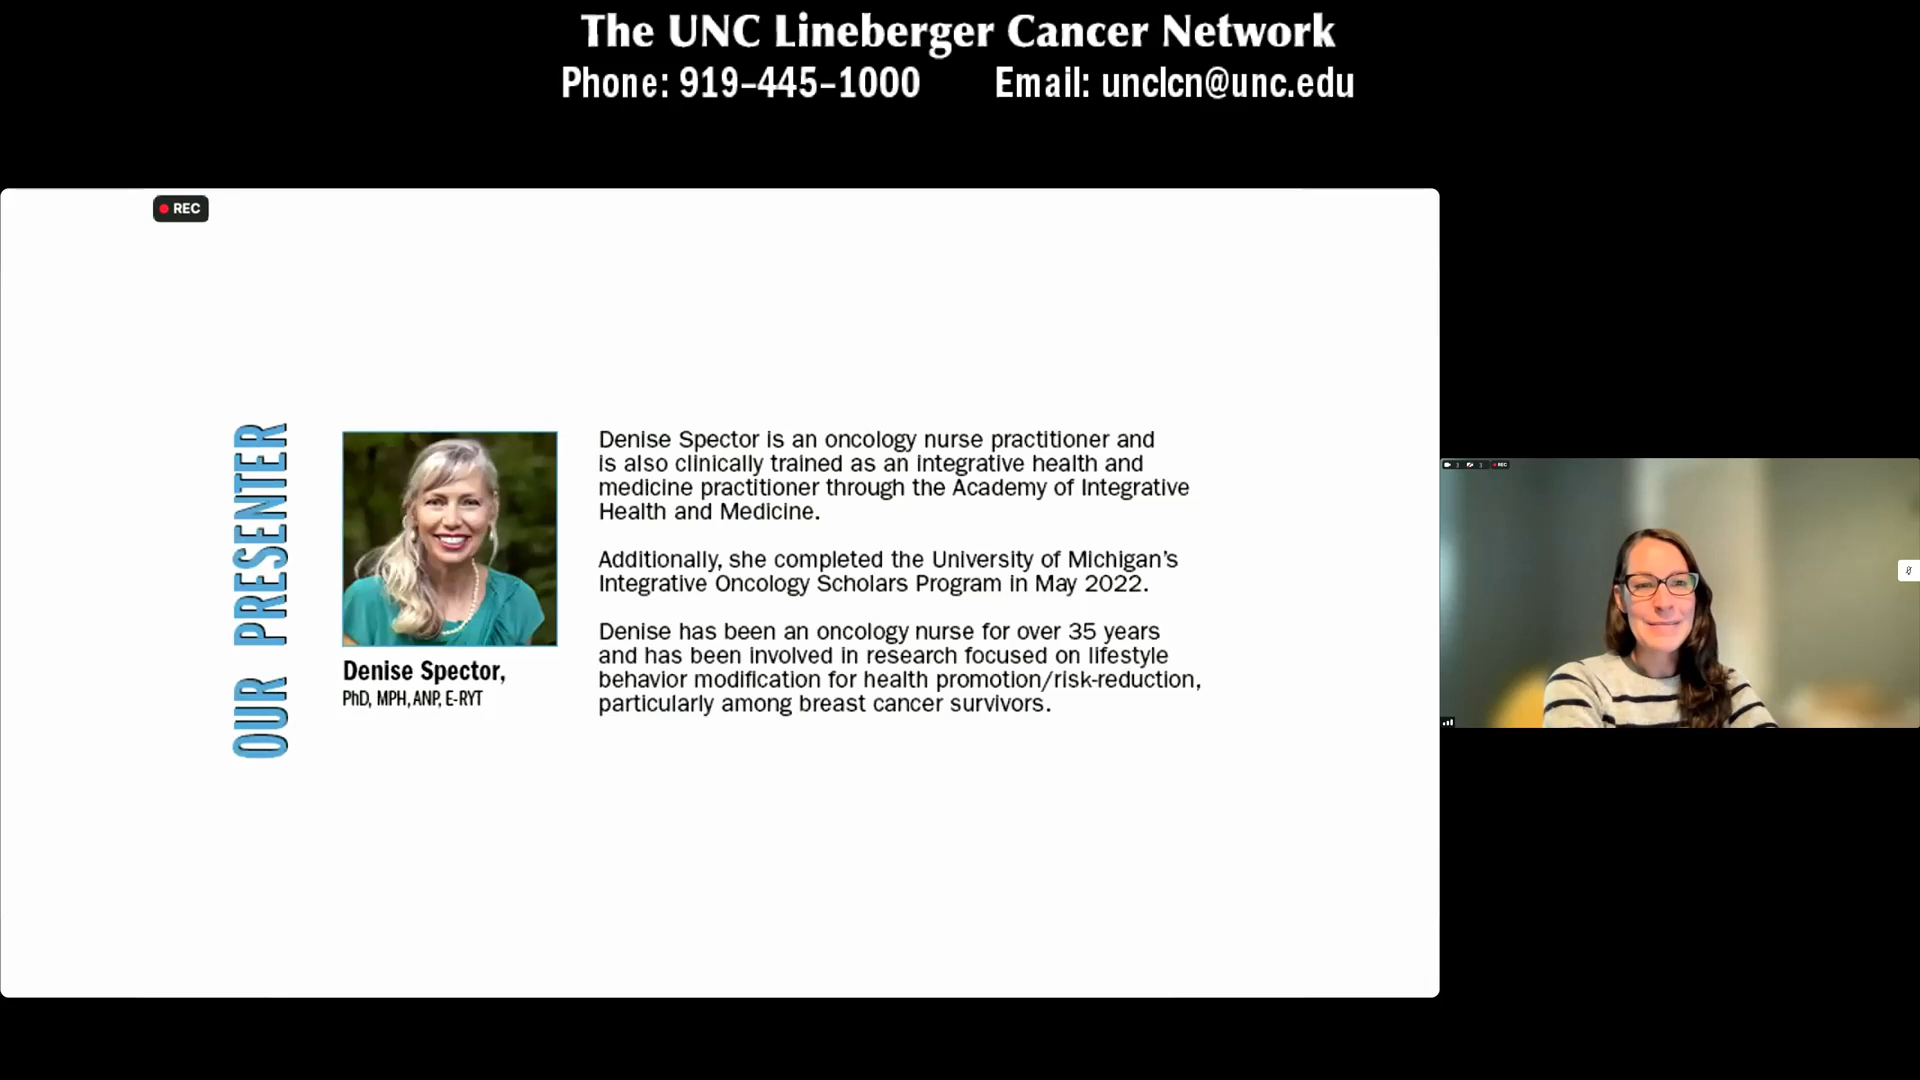 The UNC Lineberger Cancer Network
Phone: 919-445-1000 Email: unclcn@unc.edu
REC
OUR PRESENTER
Denise Spector,
PhD, MPH, ANP, E-RYT
Denise Spector is an oncology nurse practitioner and
is also clinically trained as an integrative health and
medicine practitioner through the Academy of Integrative
Health and Medicine.
Additionally, she completed the University of Michigan’s
Integrative Oncology Scholars Program in May 2022.
Denise has been an oncology nurse for over 35 years
and has been involved in research focused on lifestyle
behavior modification for health promotion/risk-reduction,
particularly among breast cancer survivors.
REC